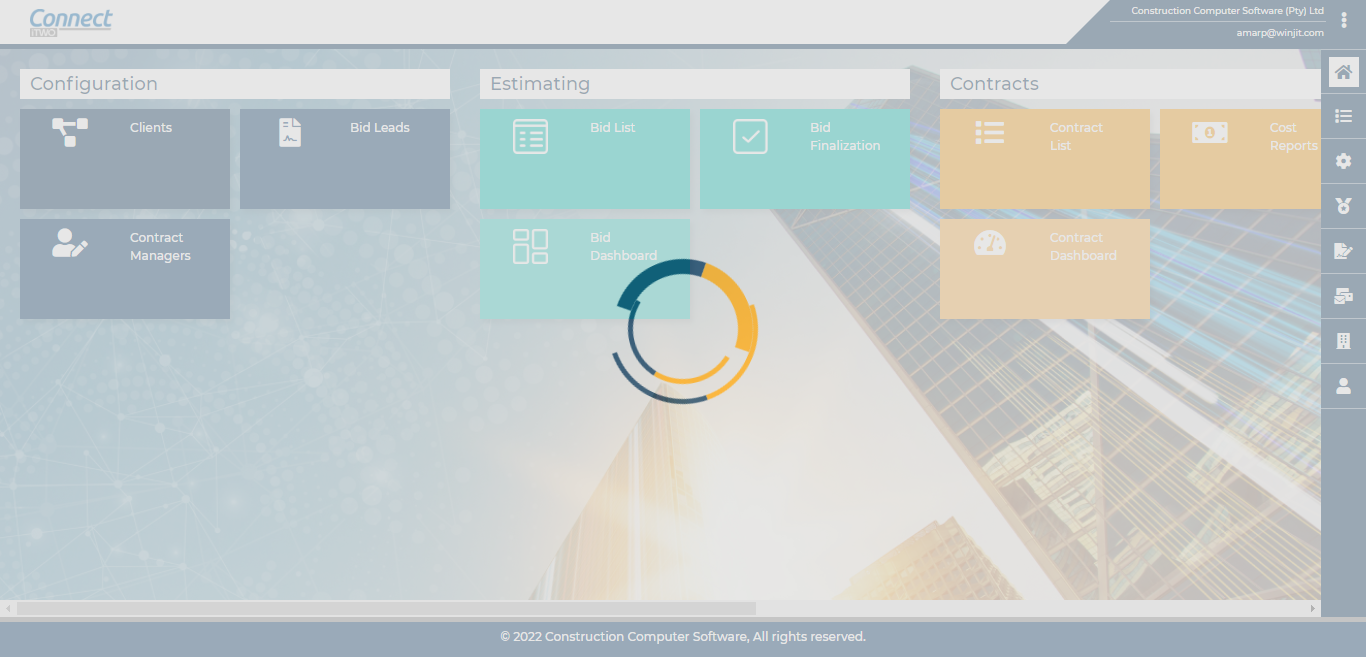 Connect
iTWO
Construction Computer Software (Pty) Ltd
amarp@winjit.com
Configuration
Clients
Bid Leads
Contract
Managers
Estimating
Bid List
Bid
Finalization
Bid
Dashboard
Contracts
Contract
List
Cost
Reports
Contract
Dashboard
© 2022 Construction Computer Software, All rights reserved.